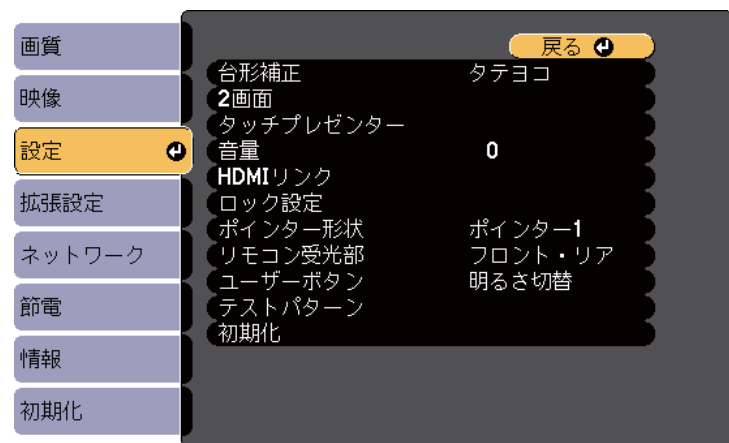 画質
映像
設定
拡張設定
ネットワーク
節電
情報
初期化
戻る
台形補正 タテヨコ
2画面
タッチプレゼンター
音量 0
HDMIリンク
ロック設定
ポインター形状 ポインター1
リモコン受光部 フロント・リア
ユーザーボタン 明るさ切替
テストパターン
初期化